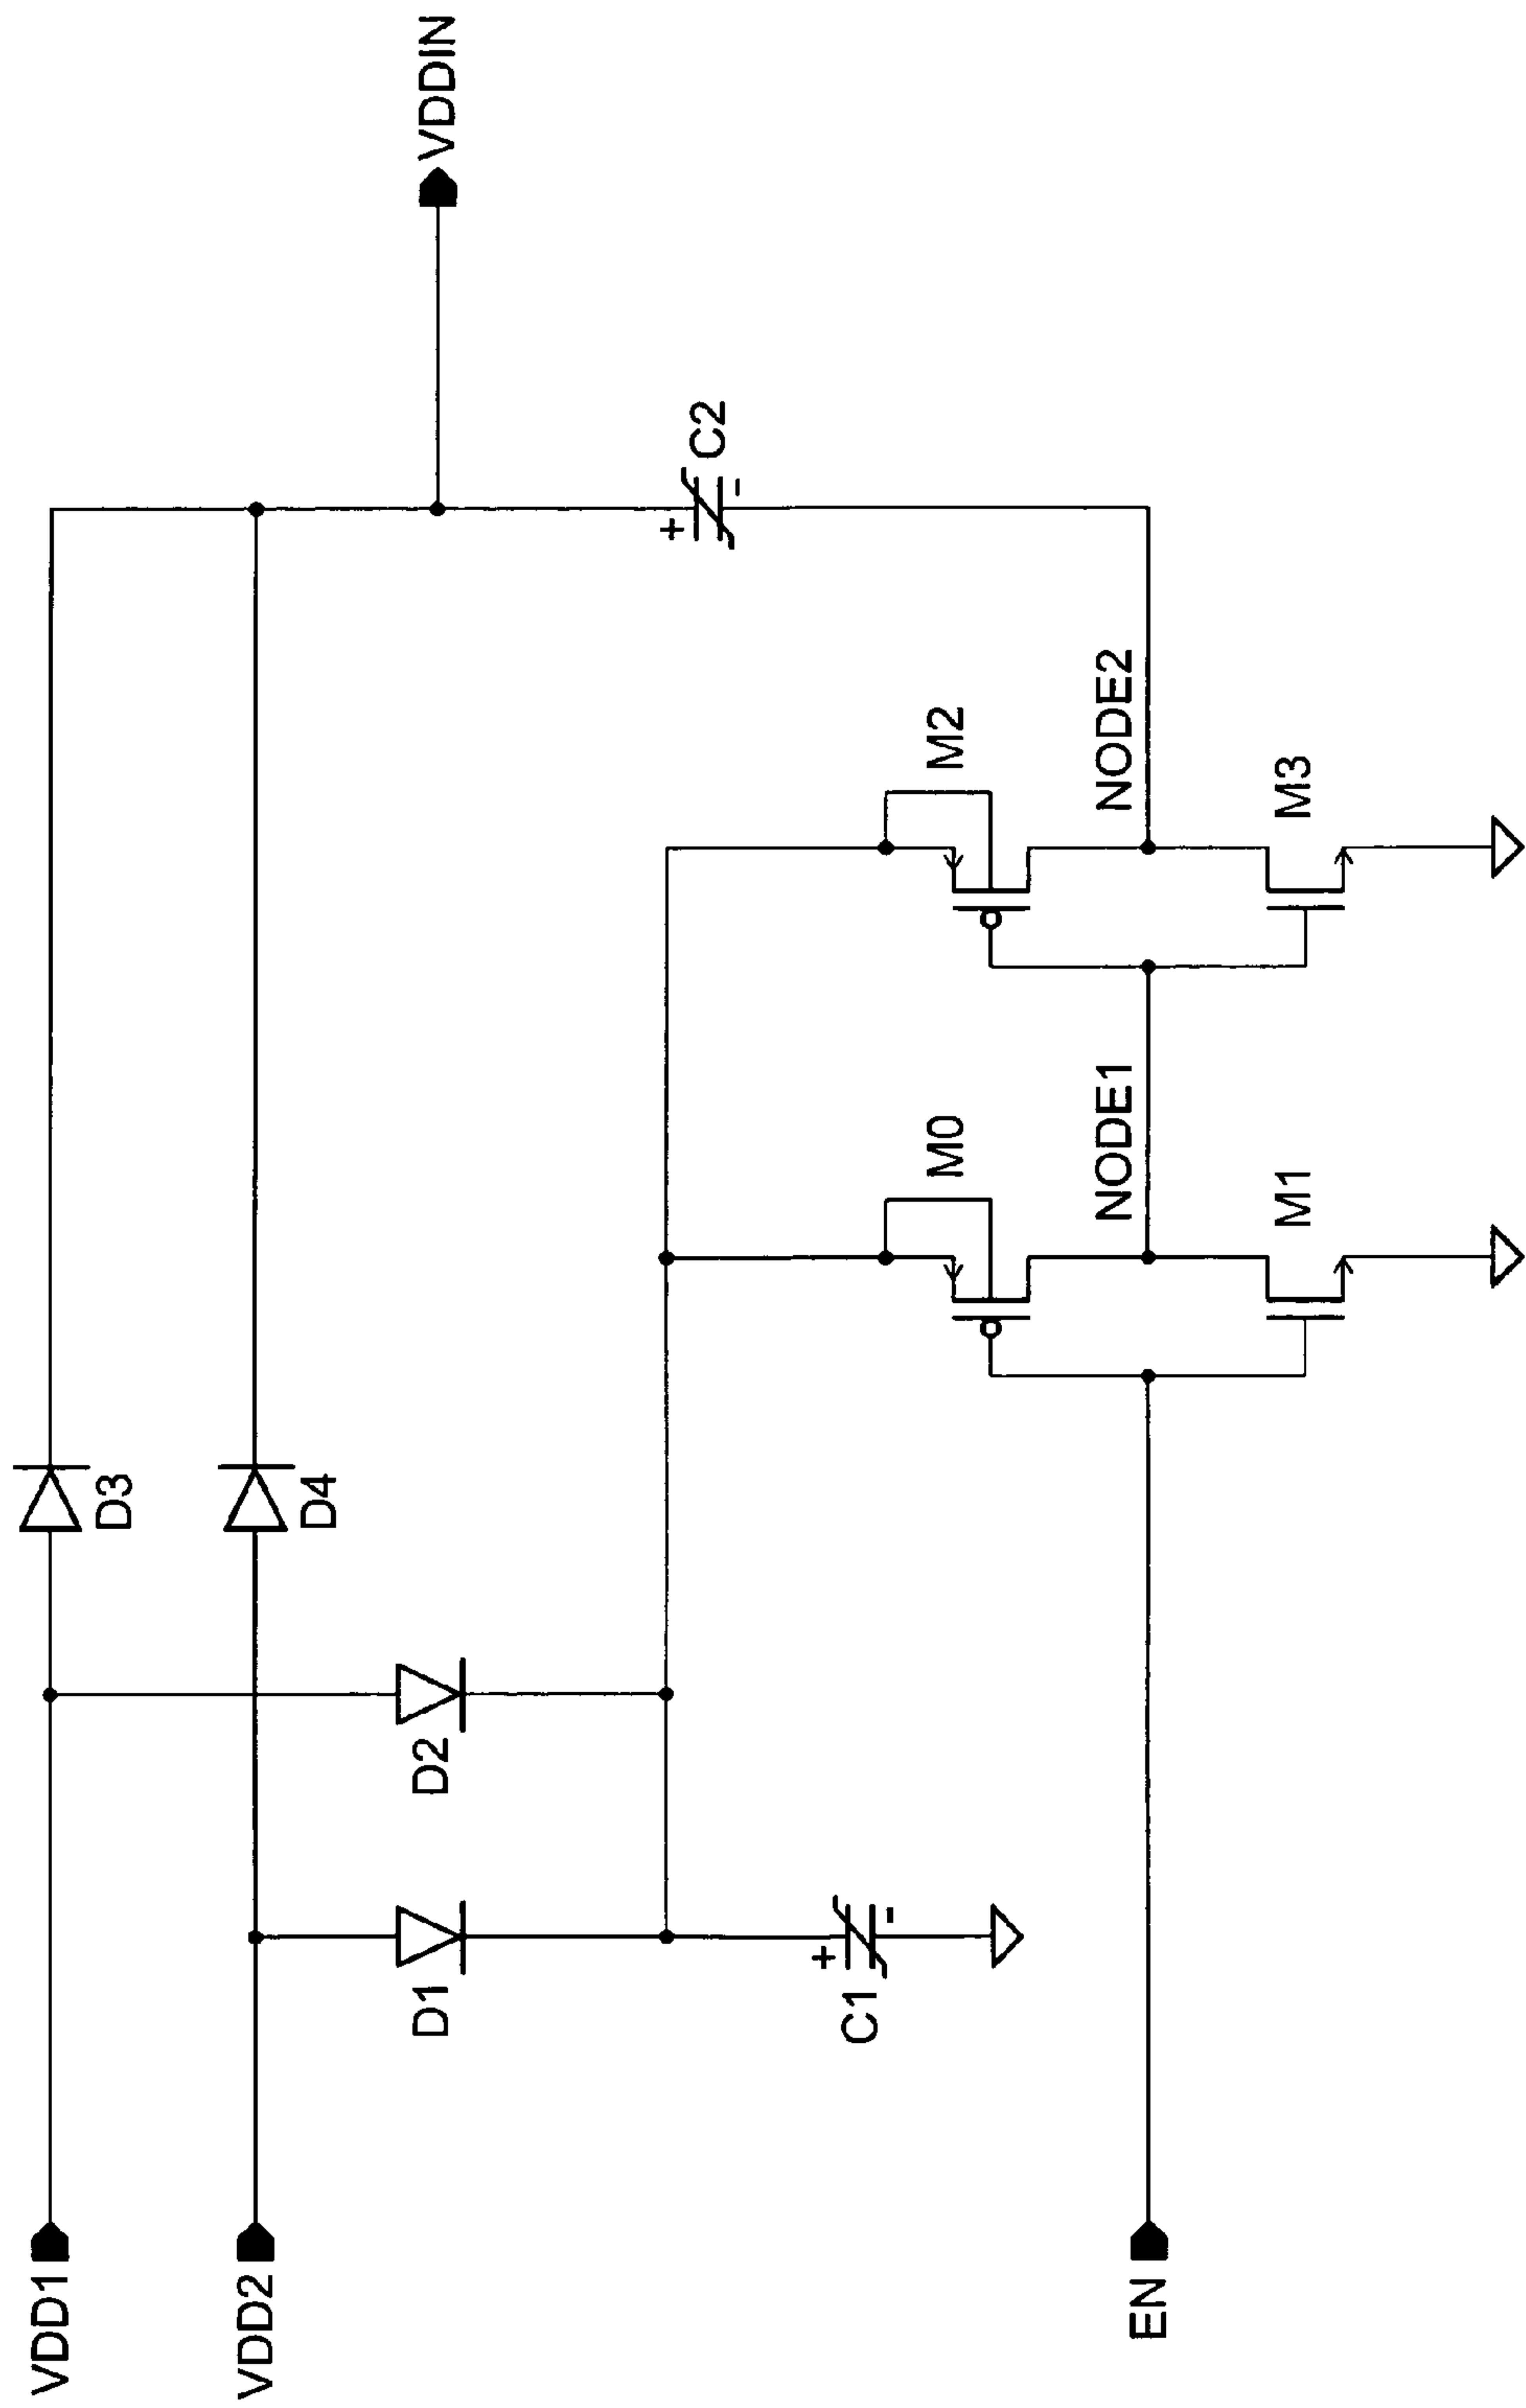 VDD1
VDD2
EN
D1
D2
D3
D4
C1
+
-
M0
M1
NODE1
M2
M3
NODE2
C2
+
-
VDDIN